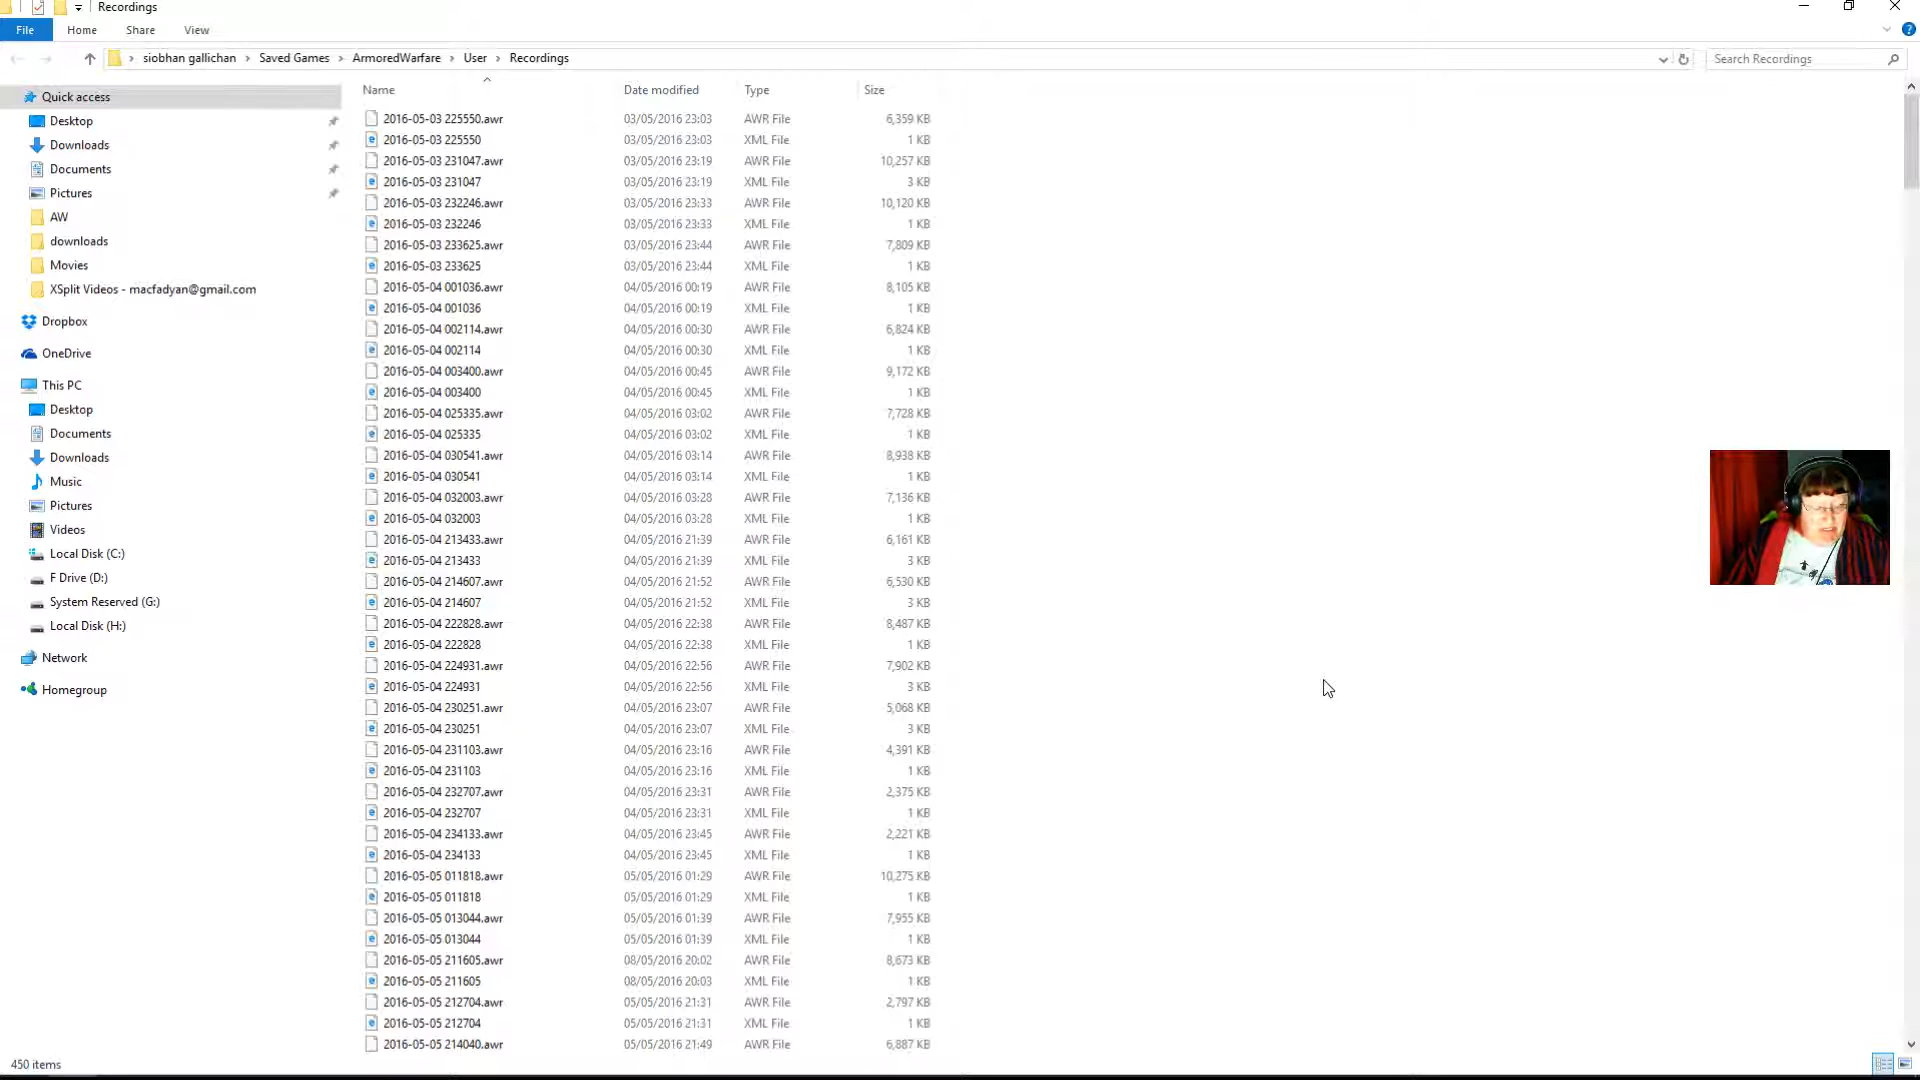 Recordings
File Home Share View
siobhan gallichan › Saved Games › ArmoredWarfare › User › Recordings
Search Recordings
Name Date modified Type Size
Quick access
Desktop
Downloads
Documents
Pictures
AW
downloads
Movies
XSplit Videos - macfadyan@gmail.com
Dropbox
OneDrive
This PC
Desktop
Documents
Downloads
Music
Pictures
Videos
Local Disk (C:)
F Drive (D:)
System Reserved (G:)
Local Disk (H:)
Network
Homegroup
2016-05-03 225550.awr 03/05/2016 23:03 AWR File 6,359 KB
2016-05-03 225550 03/05/2016 23:03 XML File 1 KB
2016-05-03 231047.awr 03/05/2016 23:19 AWR File 10,257 KB
2016-05-03 231047 03/05/2016 23:19 XML File 3 KB
2016-05-03 232246.awr 03/05/2016 23:33 AWR File 10,120 KB
2016-05-03 232246 03/05/2016 23:33 XML File 1 KB
2016-05-03 233625.awr 03/05/2016 23:44 AWR File 7,809 KB
2016-05-03 233625 03/05/2016 23:44 XML File 1 KB
2016-05-04 001036.awr 04/05/2016 00:19 AWR File 8,105 KB
2016-05-04 001036 04/05/2016 00:19 XML File 1 KB
2016-05-04 002114.awr 04/05/2016 00:30 AWR File 6,824 KB
2016-05-04 002114 04/05/2016 00:30 XML File 1 KB
2016-05-04 003400.awr 04/05/2016 00:45 AWR File 9,172 KB
2016-05-04 003400 04/05/2016 00:45 XML File 1 KB
2016-05-04 025335.awr 04/05/2016 03:02 AWR File 7,728 KB
2016-05-04 025335 04/05/2016 03:02 XML File 1 KB
2016-05-04 030541.awr 04/05/2016 03:14 AWR File 8,938 KB
2016-05-04 030541 04/05/2016 03:14 XML File 1 KB
2016-05-04 032003.awr 04/05/2016 03:28 AWR File 7,136 KB
2016-05-04 032003 04/05/2016 03:28 XML File 1 KB
2016-05-04 213433.awr 04/05/2016 21:39 AWR File 6,161 KB
2016-05-04 213433 04/05/2016 21:39 XML File 3 KB
2016-05-04 214607.awr 04/05/2016 21:52 AWR File 6,530 KB
2016-05-04 214607 04/05/2016 21:52 XML File 3 KB
2016-05-04 222828.awr 04/05/2016 22:38 AWR File 8,487 KB
2016-05-04 222828 04/05/2016 22:38 XML File 1 KB
2016-05-04 224931.awr 04/05/2016 22:56 AWR File 7,902 KB
2016-05-04 224931 04/05/2016 22:56 XML File 3 KB
2016-05-04 230251.awr 04/05/2016 23:07 AWR File 5,068 KB
2016-05-04 230251 04/05/2016 23:07 XML File 3 KB
2016-05-04 231103.awr 04/05/2016 23:16 AWR File 4,391 KB
2016-05-04 231103 04/05/2016 23:16 XML File 1 KB
2016-05-04 232707.awr 04/05/2016 23:31 AWR File 2,375 KB
2016-05-04 232707 04/05/2016 23:31 XML File 1 KB
2016-05-04 234133.awr 04/05/2016 23:45 AWR File 2,221 KB
2016-05-04 234133 04/05/2016 23:45 XML File 1 KB
2016-05-05 011818.awr 05/05/2016 01:29 AWR File 10,275 KB
2016-05-05 011818 05/05/2016 01:29 XML File 1 KB
2016-05-05 013044.awr 05/05/2016 01:39 AWR File 7,955 KB
2016-05-05 013044 05/05/2016 01:39 XML File 1 KB
2016-05-05 211605.awr 08/05/2016 20:02 AWR File 8,673 KB
2016-05-05 211605 08/05/2016 20:03 XML File 1 KB
2016-05-05 212704.awr 05/05/2016 21:31 AWR File 2,797 KB
2016-05-05 212704 05/05/2016 21:31 XML File 1 KB
2016-05-05 214040.awr 05/05/2016 21:49 AWR File 6,887 KB
450 items